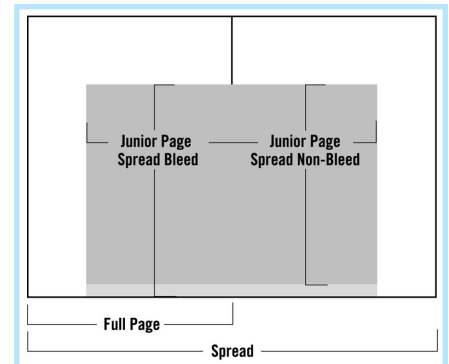 Junior Page
Spread Bleed
Junior Page
Spread Non-Bleed
Full Page
Spread